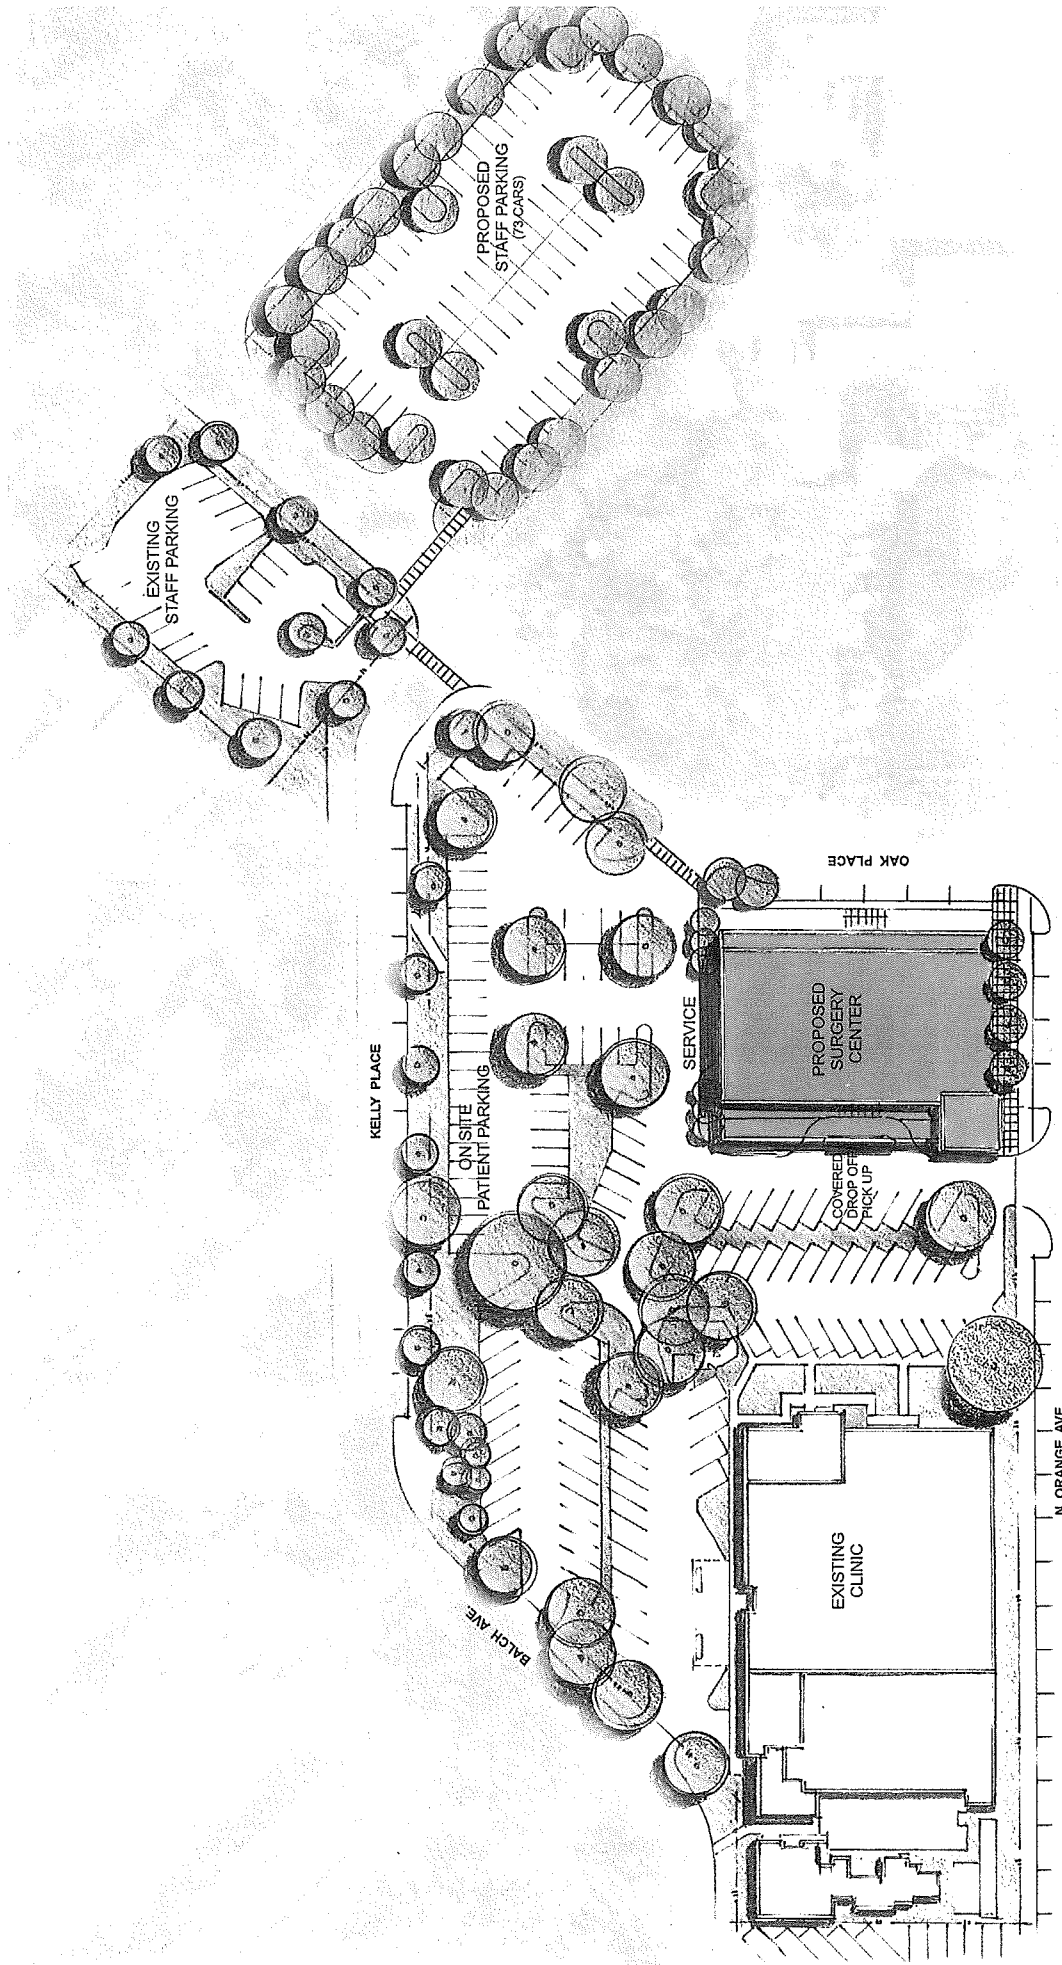 PROPOSED
STAFF PARKING
(73 CARS)
EXISTING
STAFF PARKING
OAK PLACE
KELLY PLACE
ON SITE
PATIENT PARKING
SERVICE
PROPOSED
SURGERY
CENTER
COVERED
DROP OFF
PICK UP
BALCH AVE.
EXISTING
CLINIC
N. ORANGE AVE